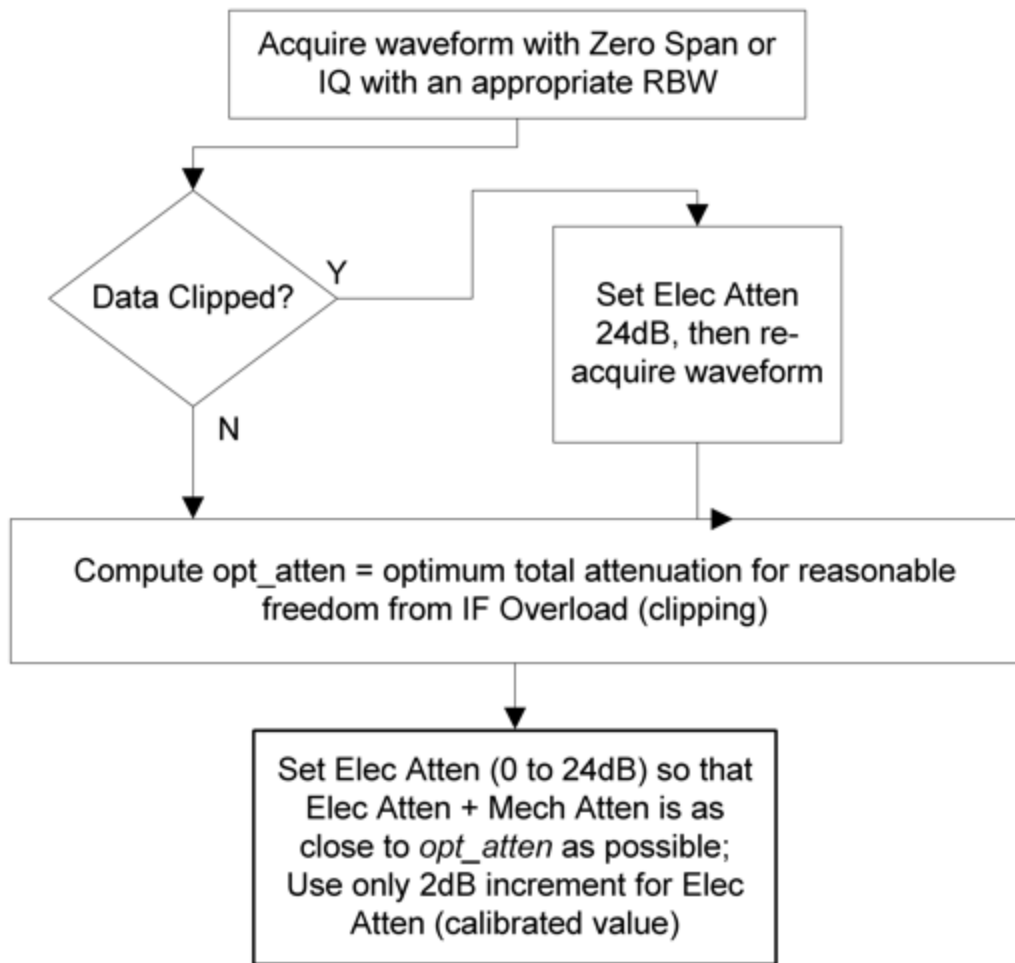 Acquire waveform with Zero Span or
IQ with an appropriate RBW
Data Clipped?
Y
Set Elec Atten
24dB, then re-
acquire waveform
N
Compute opt_atten = optimum total attenuation for reasonable
freedom from IF Overload (clipping)
Set Elec Atten (0 to 24dB) so that
Elec Atten + Mech Atten is as
close to opt_atten as possible;
Use only 2dB increment for Elec
Atten (calibrated value)